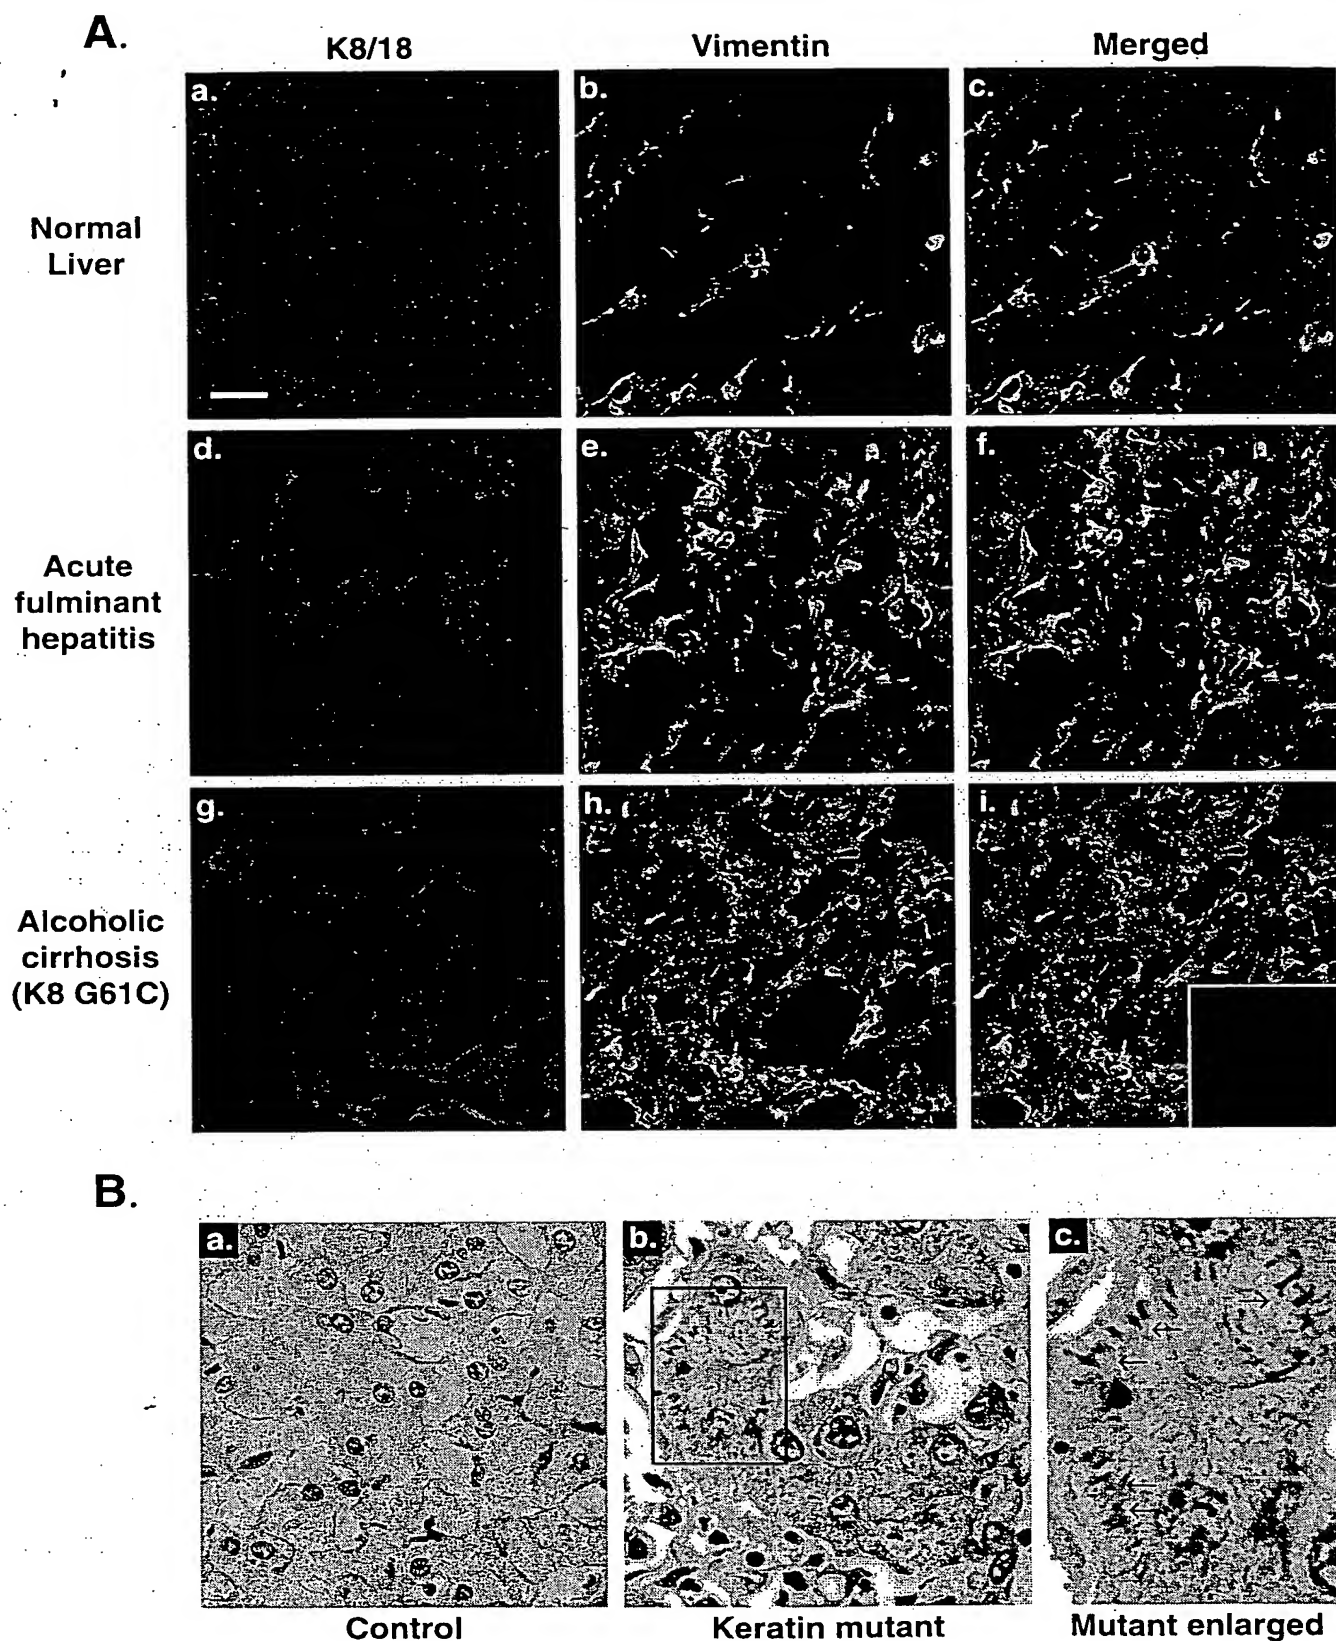 A.
K8/18 Vimentin Merged
a. b. c.
Normal
Liver
d. e. f.
Acute
fulminant
hepatitis
g. h. i.
Alcoholic
cirrhosis
(K8 G61C)
B.
a. b. c.
Control Keratin mutant Mutant enlarged